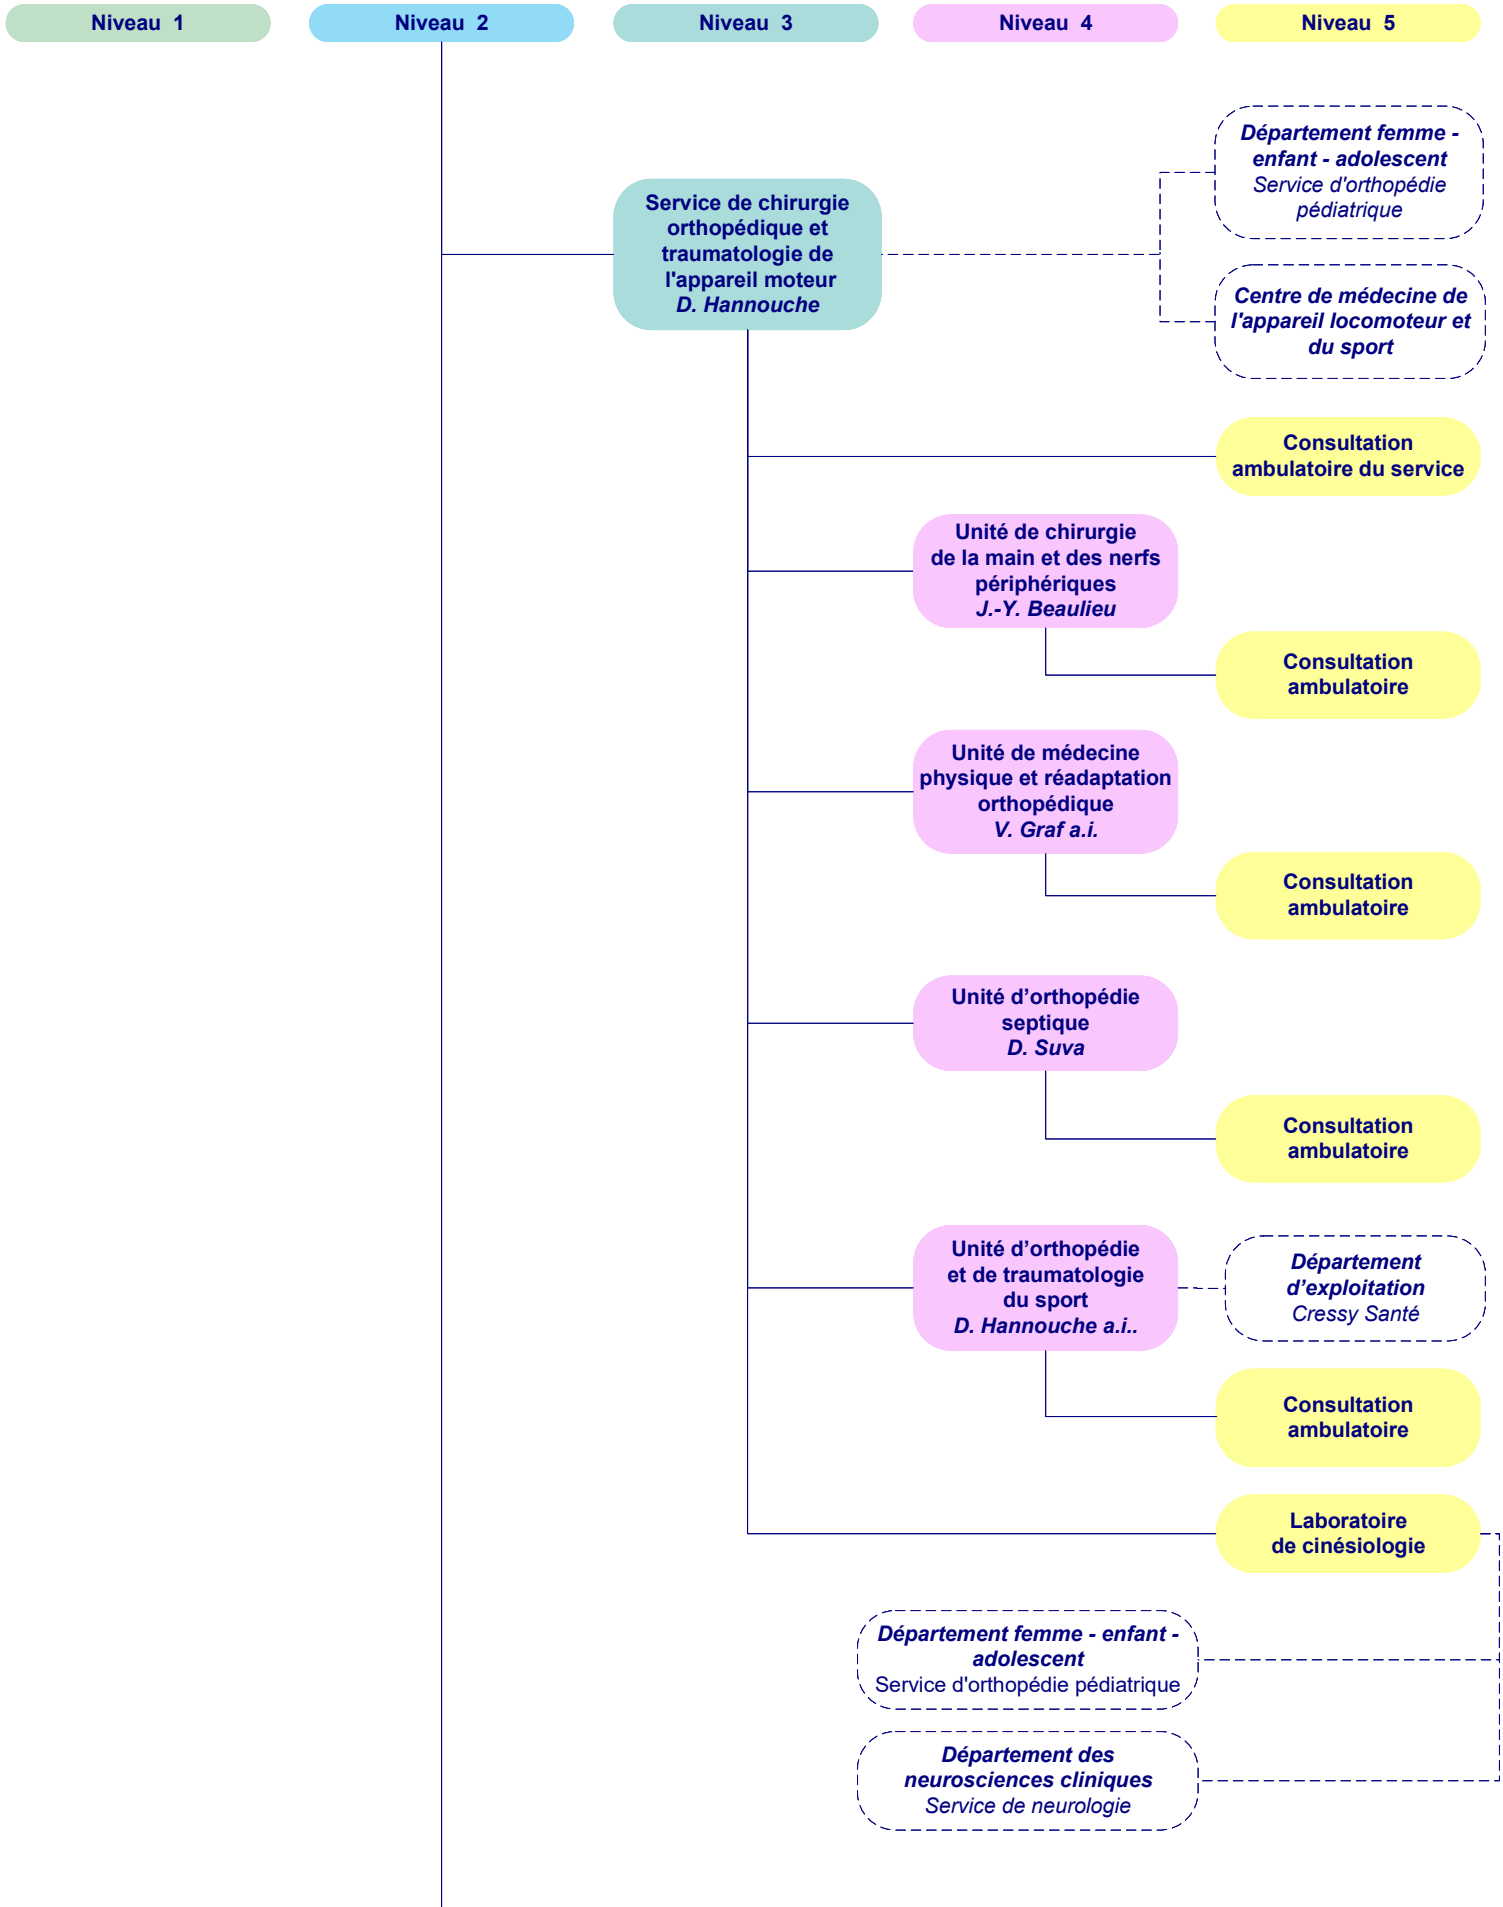 Niveau 1
Niveau 2
Niveau 3
Niveau 4
Niveau 5
Département femme -
enfant - adolescent
Service d'orthopédie
pédiatrique
Service de chirurgie
orthopédique et
traumatologie de
l'appareil moteur
D. Hannouche
Centre de médecine de
l'appareil locomoteur et
du sport
Consultation
ambulatoire du service
Unité de chirurgie
de la main et des nerfs
périphériques
J.-Y. Beaulieu
Consultation
ambulatoire
Unité de médecine
physique et réadaptation
orthopédique
V. Graf a.i.
Consultation
ambulatoire
Unité d’orthopédie
septique
D. Suva
Consultation
ambulatoire
Unité d’orthopédie
et de traumatologie
du sport
D. Hannouche a.i..
Département
d’exploitation
Cressy Santé
Consultation
ambulatoire
Laboratoire
de cinésiologie
Département femme - enfant -
adolescent
Service d'orthopédie pédiatrique
Département des
neurosciences cliniques
Service de neurologie